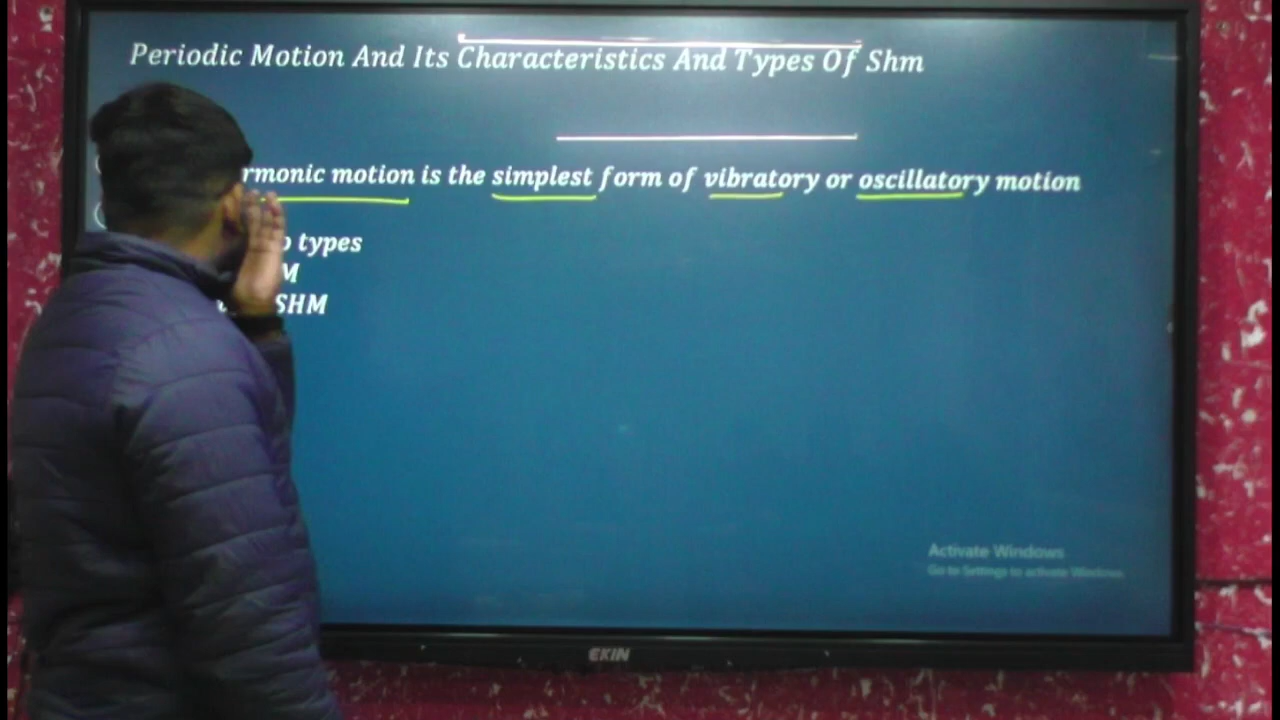 Periodic Motion And Its Characteristics And Types Of Shm
rmonic motion is the simplest form of vibratory or oscillatory motion
types
M
SHM
Activate Windows
Go to Settings to activate Windows.
EKIN